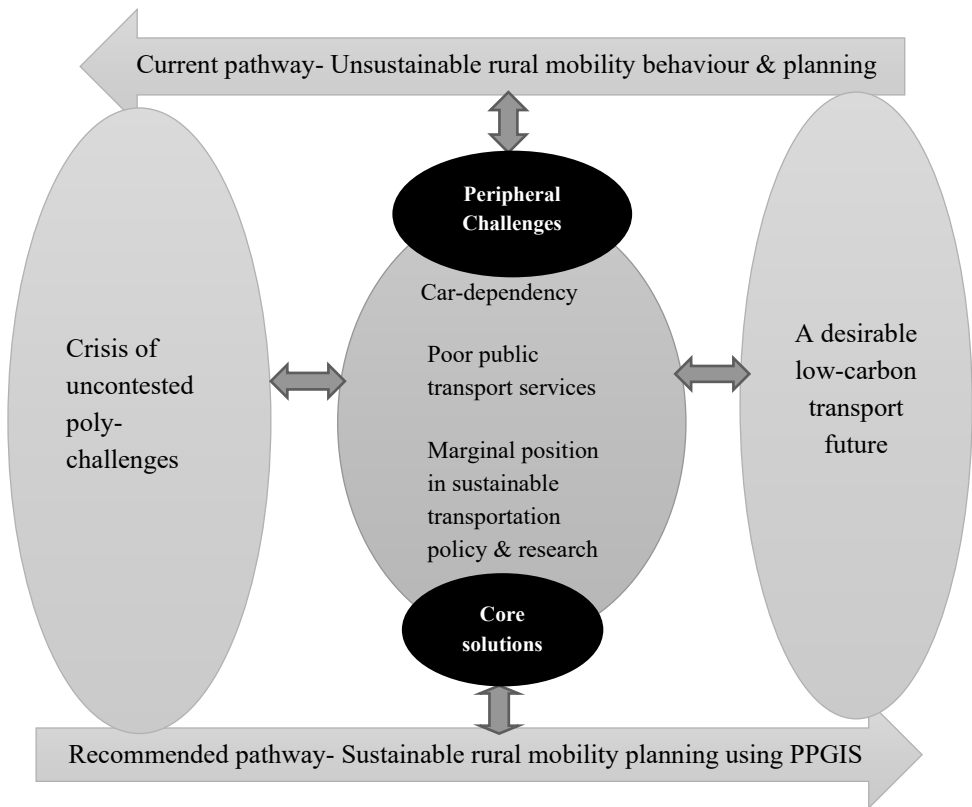 Current pathway- Unsustainable rural mobility behaviour & planning
Peripheral
Challenges
Car-dependency
Poor public
transport services
Marginal position
in sustainable
transportation
policy & research
Core
solutions
Crisis of
uncontested
poly-
challenges
A desirable
low-carbon
transport
future
Recommended pathway- Sustainable rural mobility planning using PPGIS